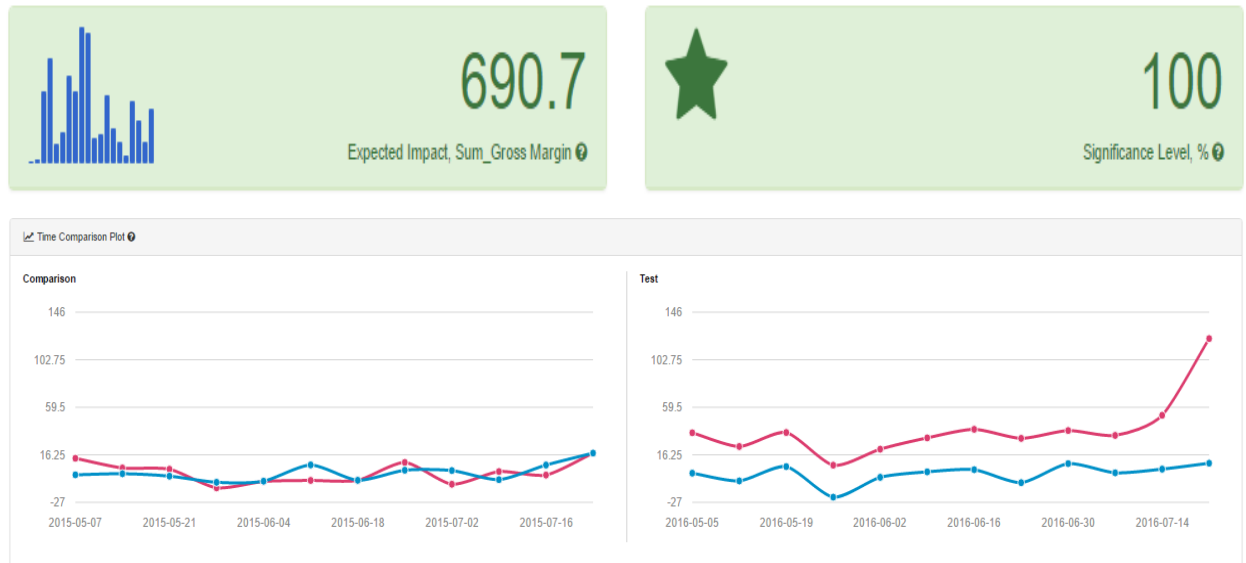 690.7
Expected Impact, Sum_Gross Margin ?
100
Significance Level, % ?
Time Comparison Plot ?
Comparison
146
102.75
59.5
16.25
-27
2015-05-07 2015-05-21 2015-06-04 2015-06-18 2015-07-02 2015-07-16
Test
146
102.75
59.5
16.25
-27
2016-05-05 2016-05-19 2016-06-02 2016-06-16 2016-06-30 2016-07-14